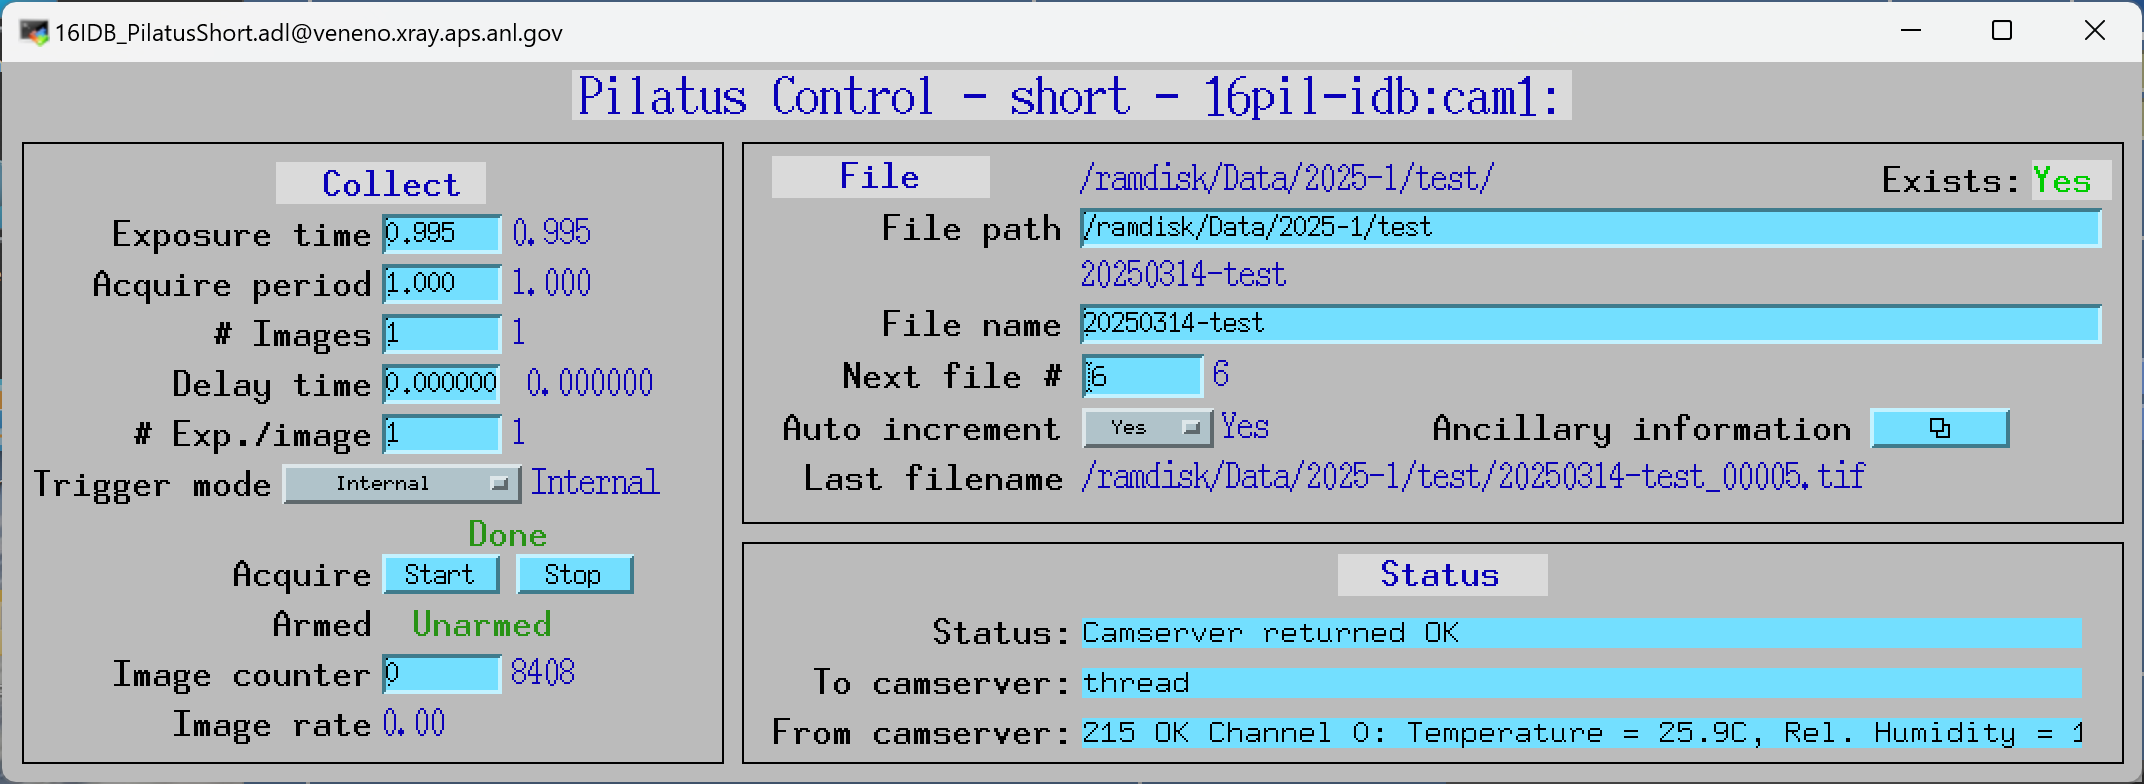 16IDB_PilatusShort.adl@veneno.xray.aps.anl.gov
Pilatus Control - short - 16pil-idb:cam1:
Collect
Exposure time 0.995 0.995
Acquire period 1.000 1.000
# Images 1 1
Delay time 0.000000 0.000000
# Exp./image 1 1
Trigger mode Internal Internal
Done
Acquire Start Stop
Armed Unarmed
Image counter 0 8408
Image rate 0.00
File /ramdisk/Data/2025-1/test/ Exists: Yes
File path /ramdisk/Data/2025-1/test
20250314-test
File name 20250314-test
Next file # 6 6
Auto increment Yes Yes Ancillary information
Last filename /ramdisk/Data/2025-1/test/20250314-test_00005.tif
Status
Status: Camserver returned OK
To camserver: thread
From camserver: 215 OK Channel 0: Temperature = 25.9C, Rel. Humidity = 1